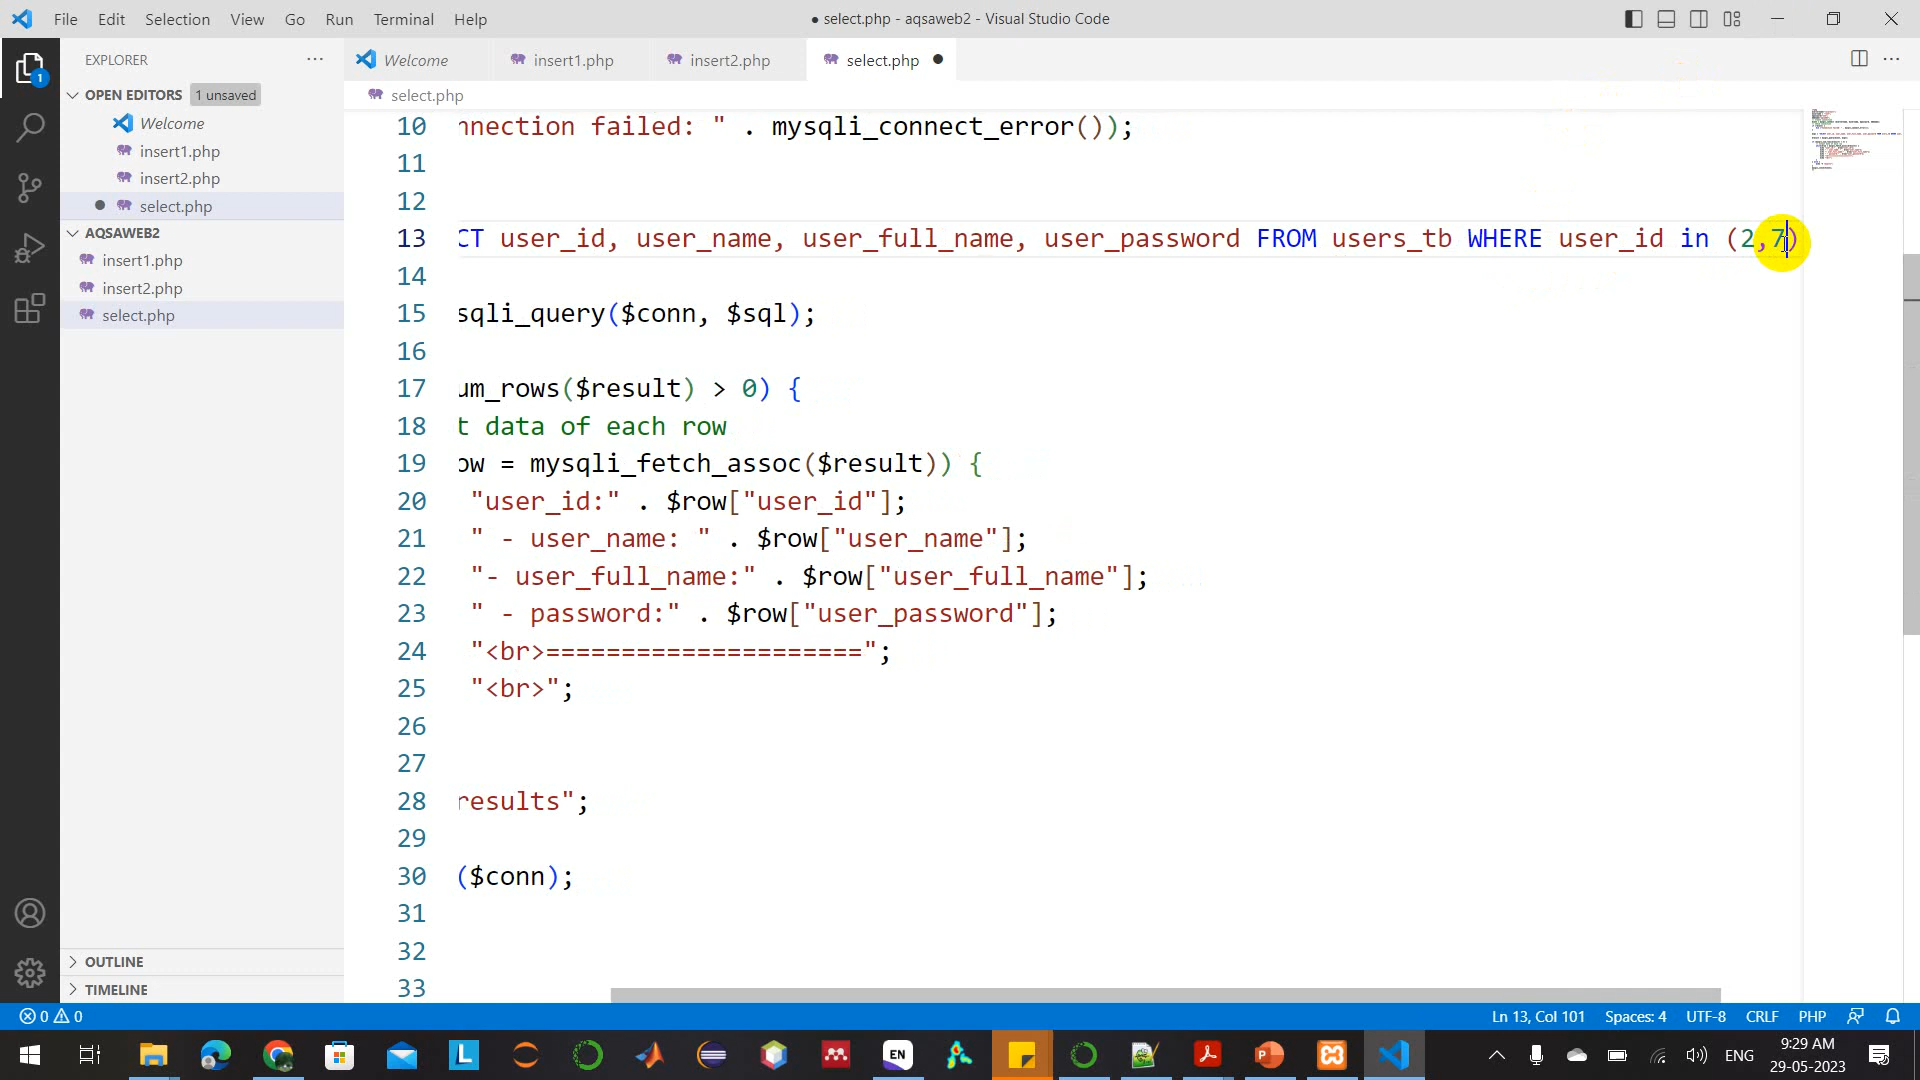 File Edit Selection View Go Run Terminal Help
● select.php - aqsaweb2 - Visual Studio Code
EXPLORER
Welcome insert1.php insert2.php select.php
OPEN EDITORS 1 unsaved
Welcome
insert1.php
insert2.php
select.php
AQSAWEB2
insert1.php
insert2.php
select.php
OUTLINE
TIMELINE
select.php
10 nnection failed: " . mysqli_connect_error());
11
12
13 CT user_id, user_name, user_full_name, user_password FROM users_tb WHERE user_id in (2,7)
14
15 sqli_query($conn, $sql);
16
17 um_rows($result) > 0) {
18 t data of each row
19 ow = mysqli_fetch_assoc($result)) {
20 "user_id:" . $row["user_id"];
21 " - user_name: " . $row["user_name"];
22 "- user_full_name:" . $row["user_full_name"];
23 " - password:" . $row["user_password"];
24 "<br>=====================";
25 "<br>";
26
27
28 results";
29
30 ($conn);
31
32
33
0 0
Ln 13, Col 101 Spaces: 4 UTF-8 CRLF PHP
ENG
9:29 AM
29-05-2023